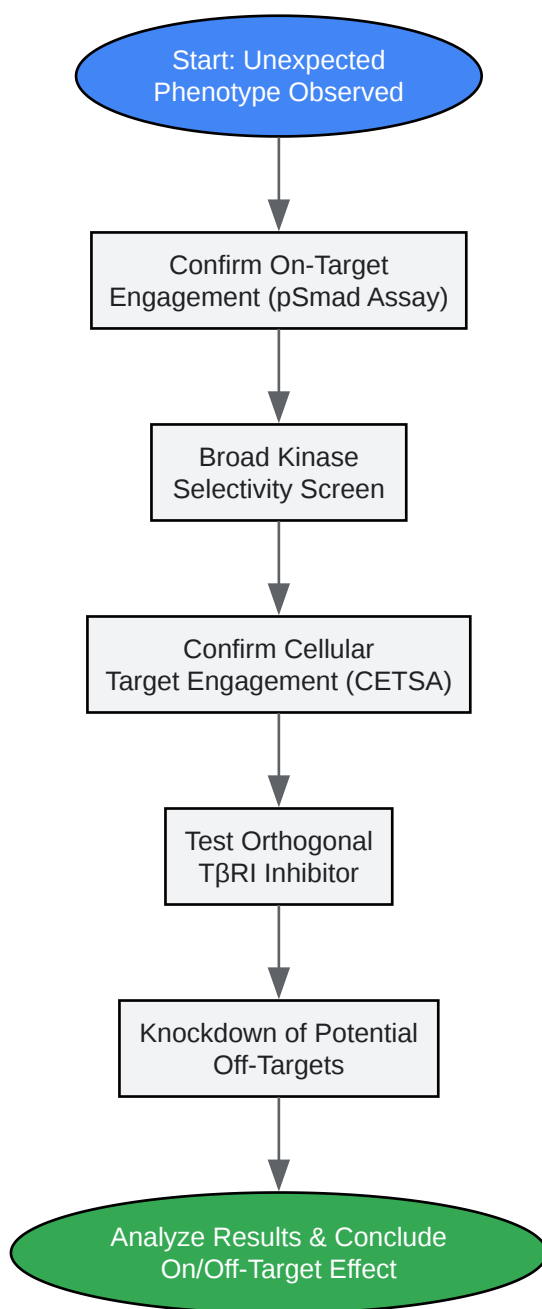 Start: Unexpected
Phenotype Observed
Confirm On-Target
Engagement (pSmad Assay)
Broad Kinase
Selectivity Screen
Confirm Cellular
Target Engagement (CETSA)
Test Orthogonal
TβRI Inhibitor
Knockdown of Potential
Off-Targets
Analyze Results & Conclude
On/Off-Target Effect